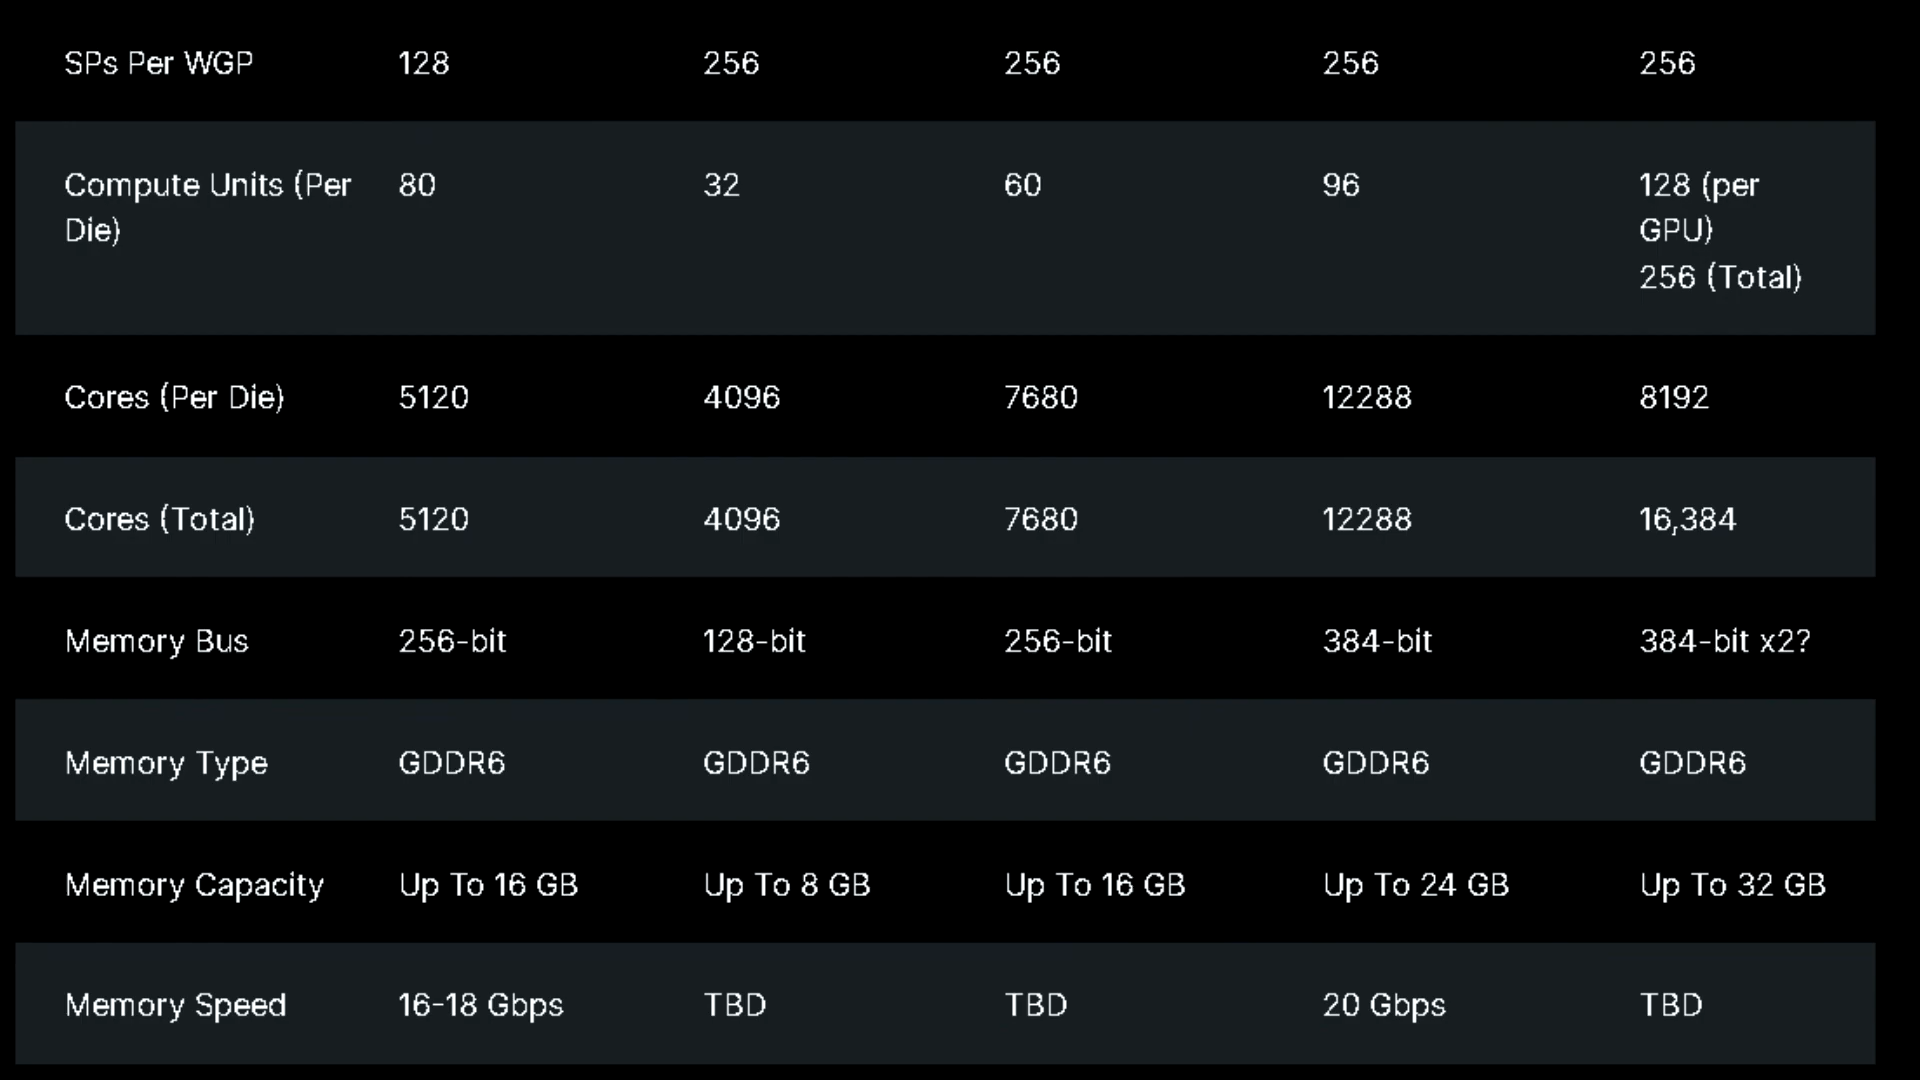 SPs Per WGP 128 256 256 256 256
Compute Units (Per 80 32 60 96 128 (per
Die) GPU)
256 (Total)
Cores (Per Die) 5120 4096 7680 12288 8192
Cores (Total) 5120 4096 7680 12288 16,384
Memory Bus 256-bit 128-bit 256-bit 384-bit 384-bit x2?
Memory Type GDDR6 GDDR6 GDDR6 GDDR6 GDDR6
Memory Capacity Up To 16 GB Up To 8 GB Up To 16 GB Up To 24 GB Up To 32 GB
Memory Speed 16-18 Gbps TBD TBD 20 Gbps TBD